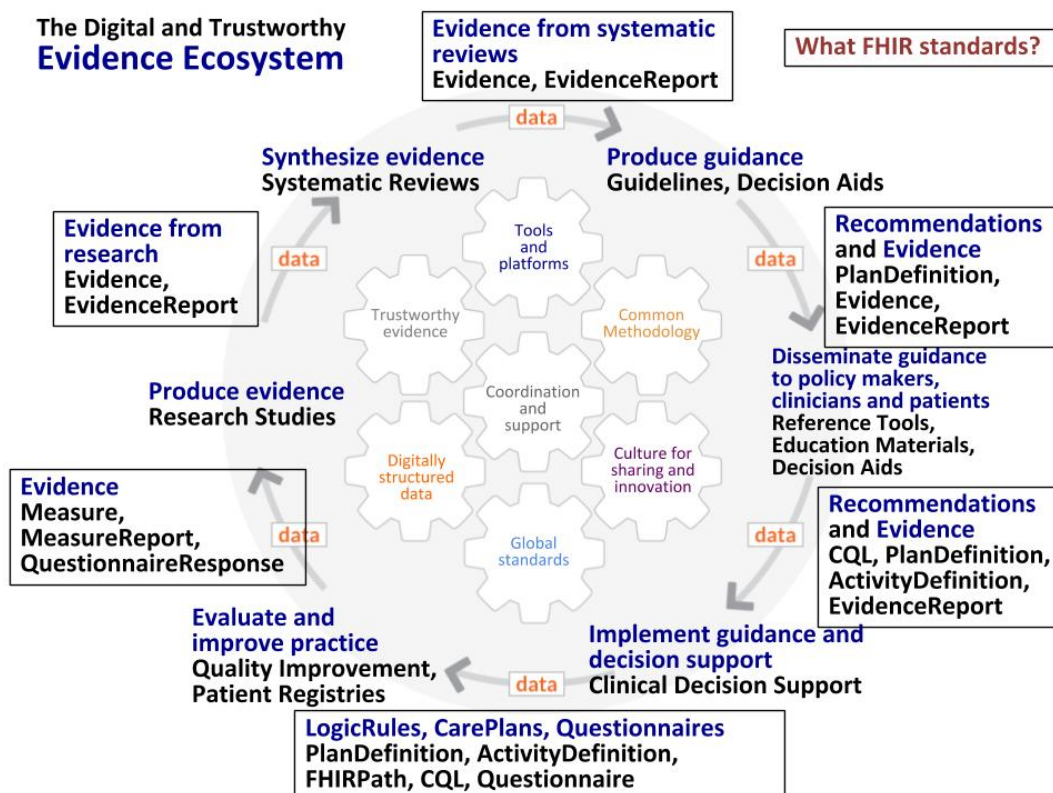 The Digital and Trustworthy
Evidence Ecosystem
Evidence from systematic
reviews
Evidence, EvidenceReport
What FHIR standards?
data
Synthesize evidence
Systematic Reviews
Produce guidance
Guidelines, Decision Aids
Evidence from
research
Evidence,
EvidenceReport
data
Tools
and
platforms
data
Recommendations
and Evidence
PlanDefinition,
Evidence,
EvidenceReport
Trustworthy
evidence
Common
Methodology
Disseminate guidance
to policy makers,
clinicians and patients
Reference Tools,
Education Materials,
Decision Aids
Produce evidence
Research Studies
Coordination
and
support
Digitally
structured
data
Culture for
sharing and
innovation
Evidence
Measure,
MeasureReport,
QuestionnaireResponse
data
Global
standards
data
Recommendations
and Evidence
CQL, PlanDefinition,
ActivityDefinition,
EvidenceReport
Evaluate and
improve practice
Quality Improvement,
Patient Registries
data
Implement guidance and
decision support
Clinical Decision Support
LogicRules, CarePlans, Questionnaires
PlanDefinition, ActivityDefinition,
FHIRPath, CQL, Questionnaire